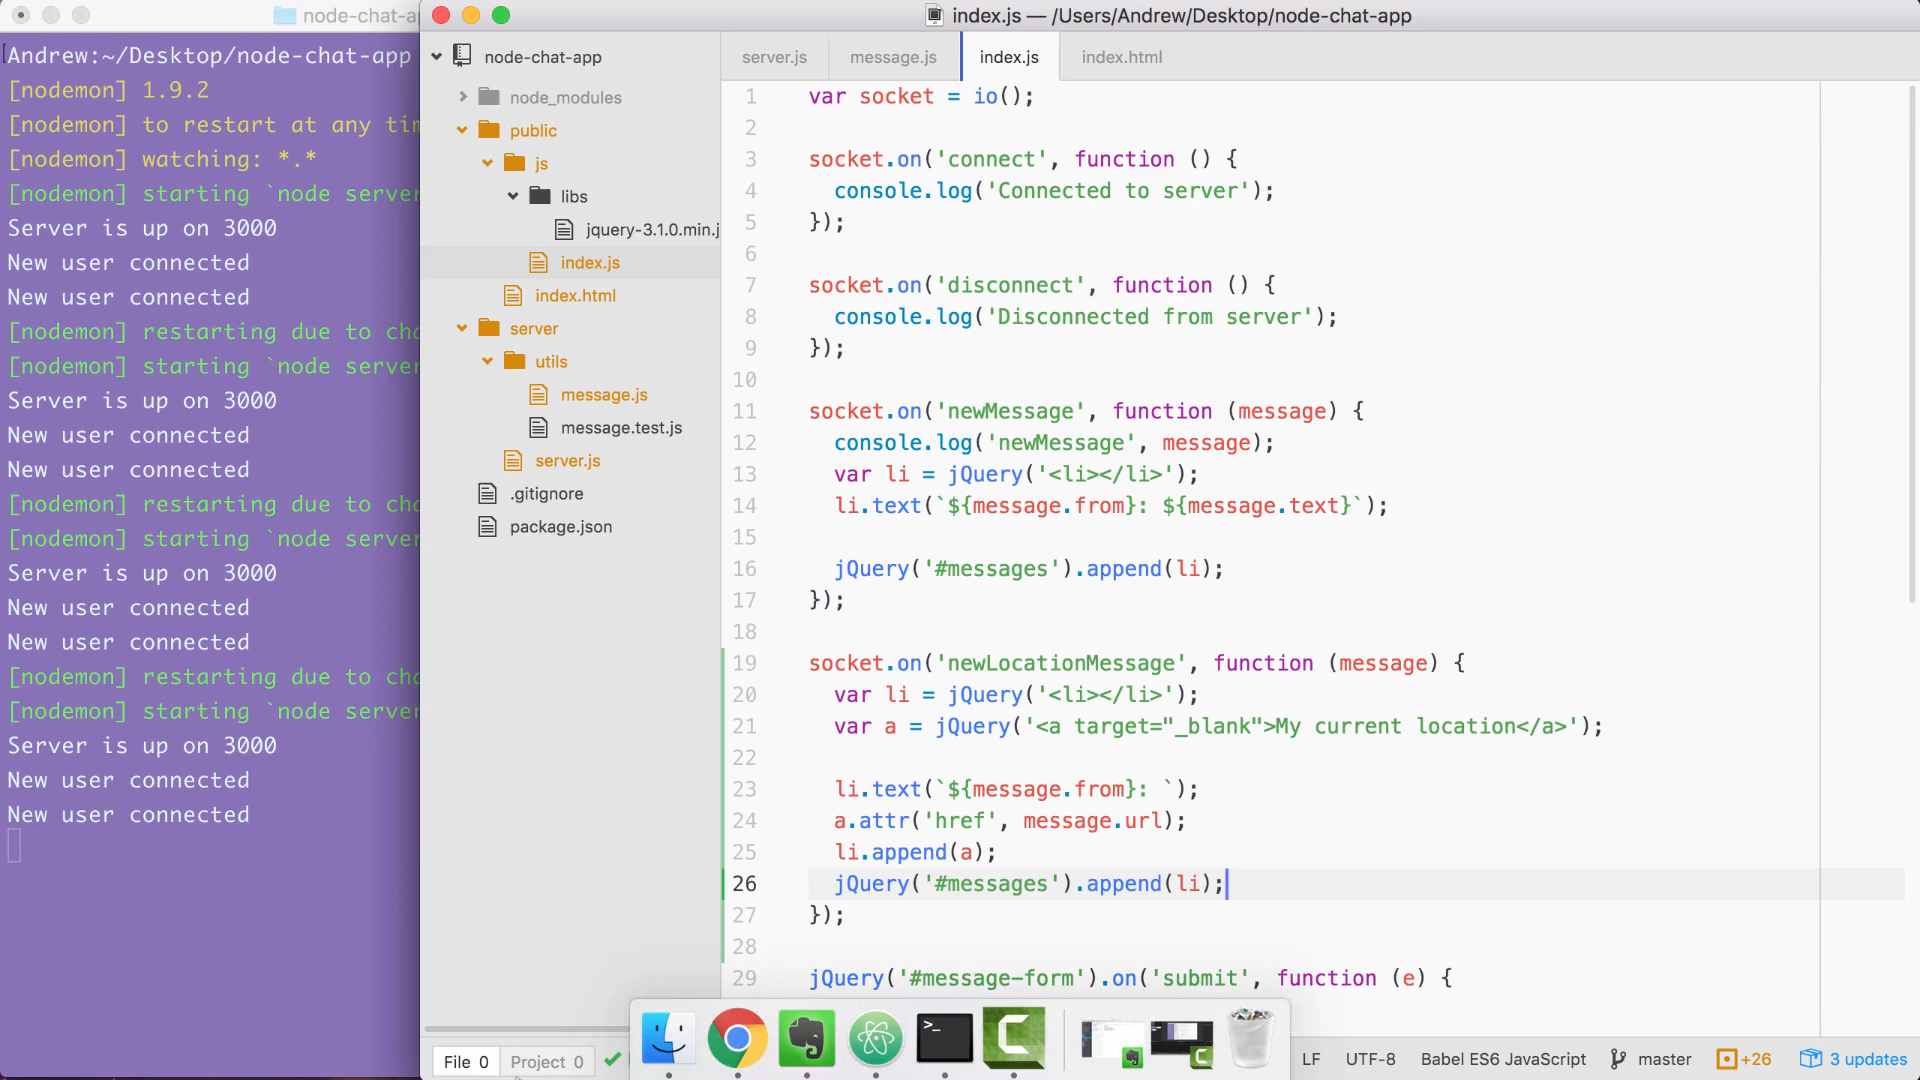 node-chat-a
Andrew:~/Desktop/node-chat-app
[nodemon] 1.9.2
[nodemon] to restart at any tim
[nodemon] watching: *.*
[nodemon] starting `node server
Server is up on 3000
New user connected
New user connected
[nodemon] restarting due to cha
[nodemon] starting `node server
Server is up on 3000
New user connected
New user connected
[nodemon] restarting due to cha
[nodemon] starting `node server
Server is up on 3000
New user connected
New user connected
[nodemon] restarting due to cha
[nodemon] starting `node server
Server is up on 3000
New user connected
New user connected
index.js — /Users/Andrew/Desktop/node-chat-app
node-chat-app
node_modules
public
js
libs
jquery-3.1.0.min.j
index.js
index.html
server
utils
message.js
message.test.js
server.js
.gitignore
package.json
server.js message.js index.js index.html
1 var socket = io();
2
3 socket.on('connect', function () {
4   console.log('Connected to server');
5 });
6
7 socket.on('disconnect', function () {
8   console.log('Disconnected from server');
9 });
10
11 socket.on('newMessage', function (message) {
12   console.log('newMessage', message);
13   var li = jQuery('<li></li>');
14   li.text(`${message.from}: ${message.text}`);
15
16   jQuery('#messages').append(li);
17 });
18
19 socket.on('newLocationMessage', function (message) {
20   var li = jQuery('<li></li>');
21   var a = jQuery('<a target="_blank">My current location</a>');
22
23   li.text(`${message.from}: `);
24   a.attr('href', message.url);
25   li.append(a);
26   jQuery('#messages').append(li);
27 });
28
29 jQuery('#message-form').on('submit', function (e) {
File 0 Project 0 LF UTF-8 Babel ES6 JavaScript master +26 3 updates